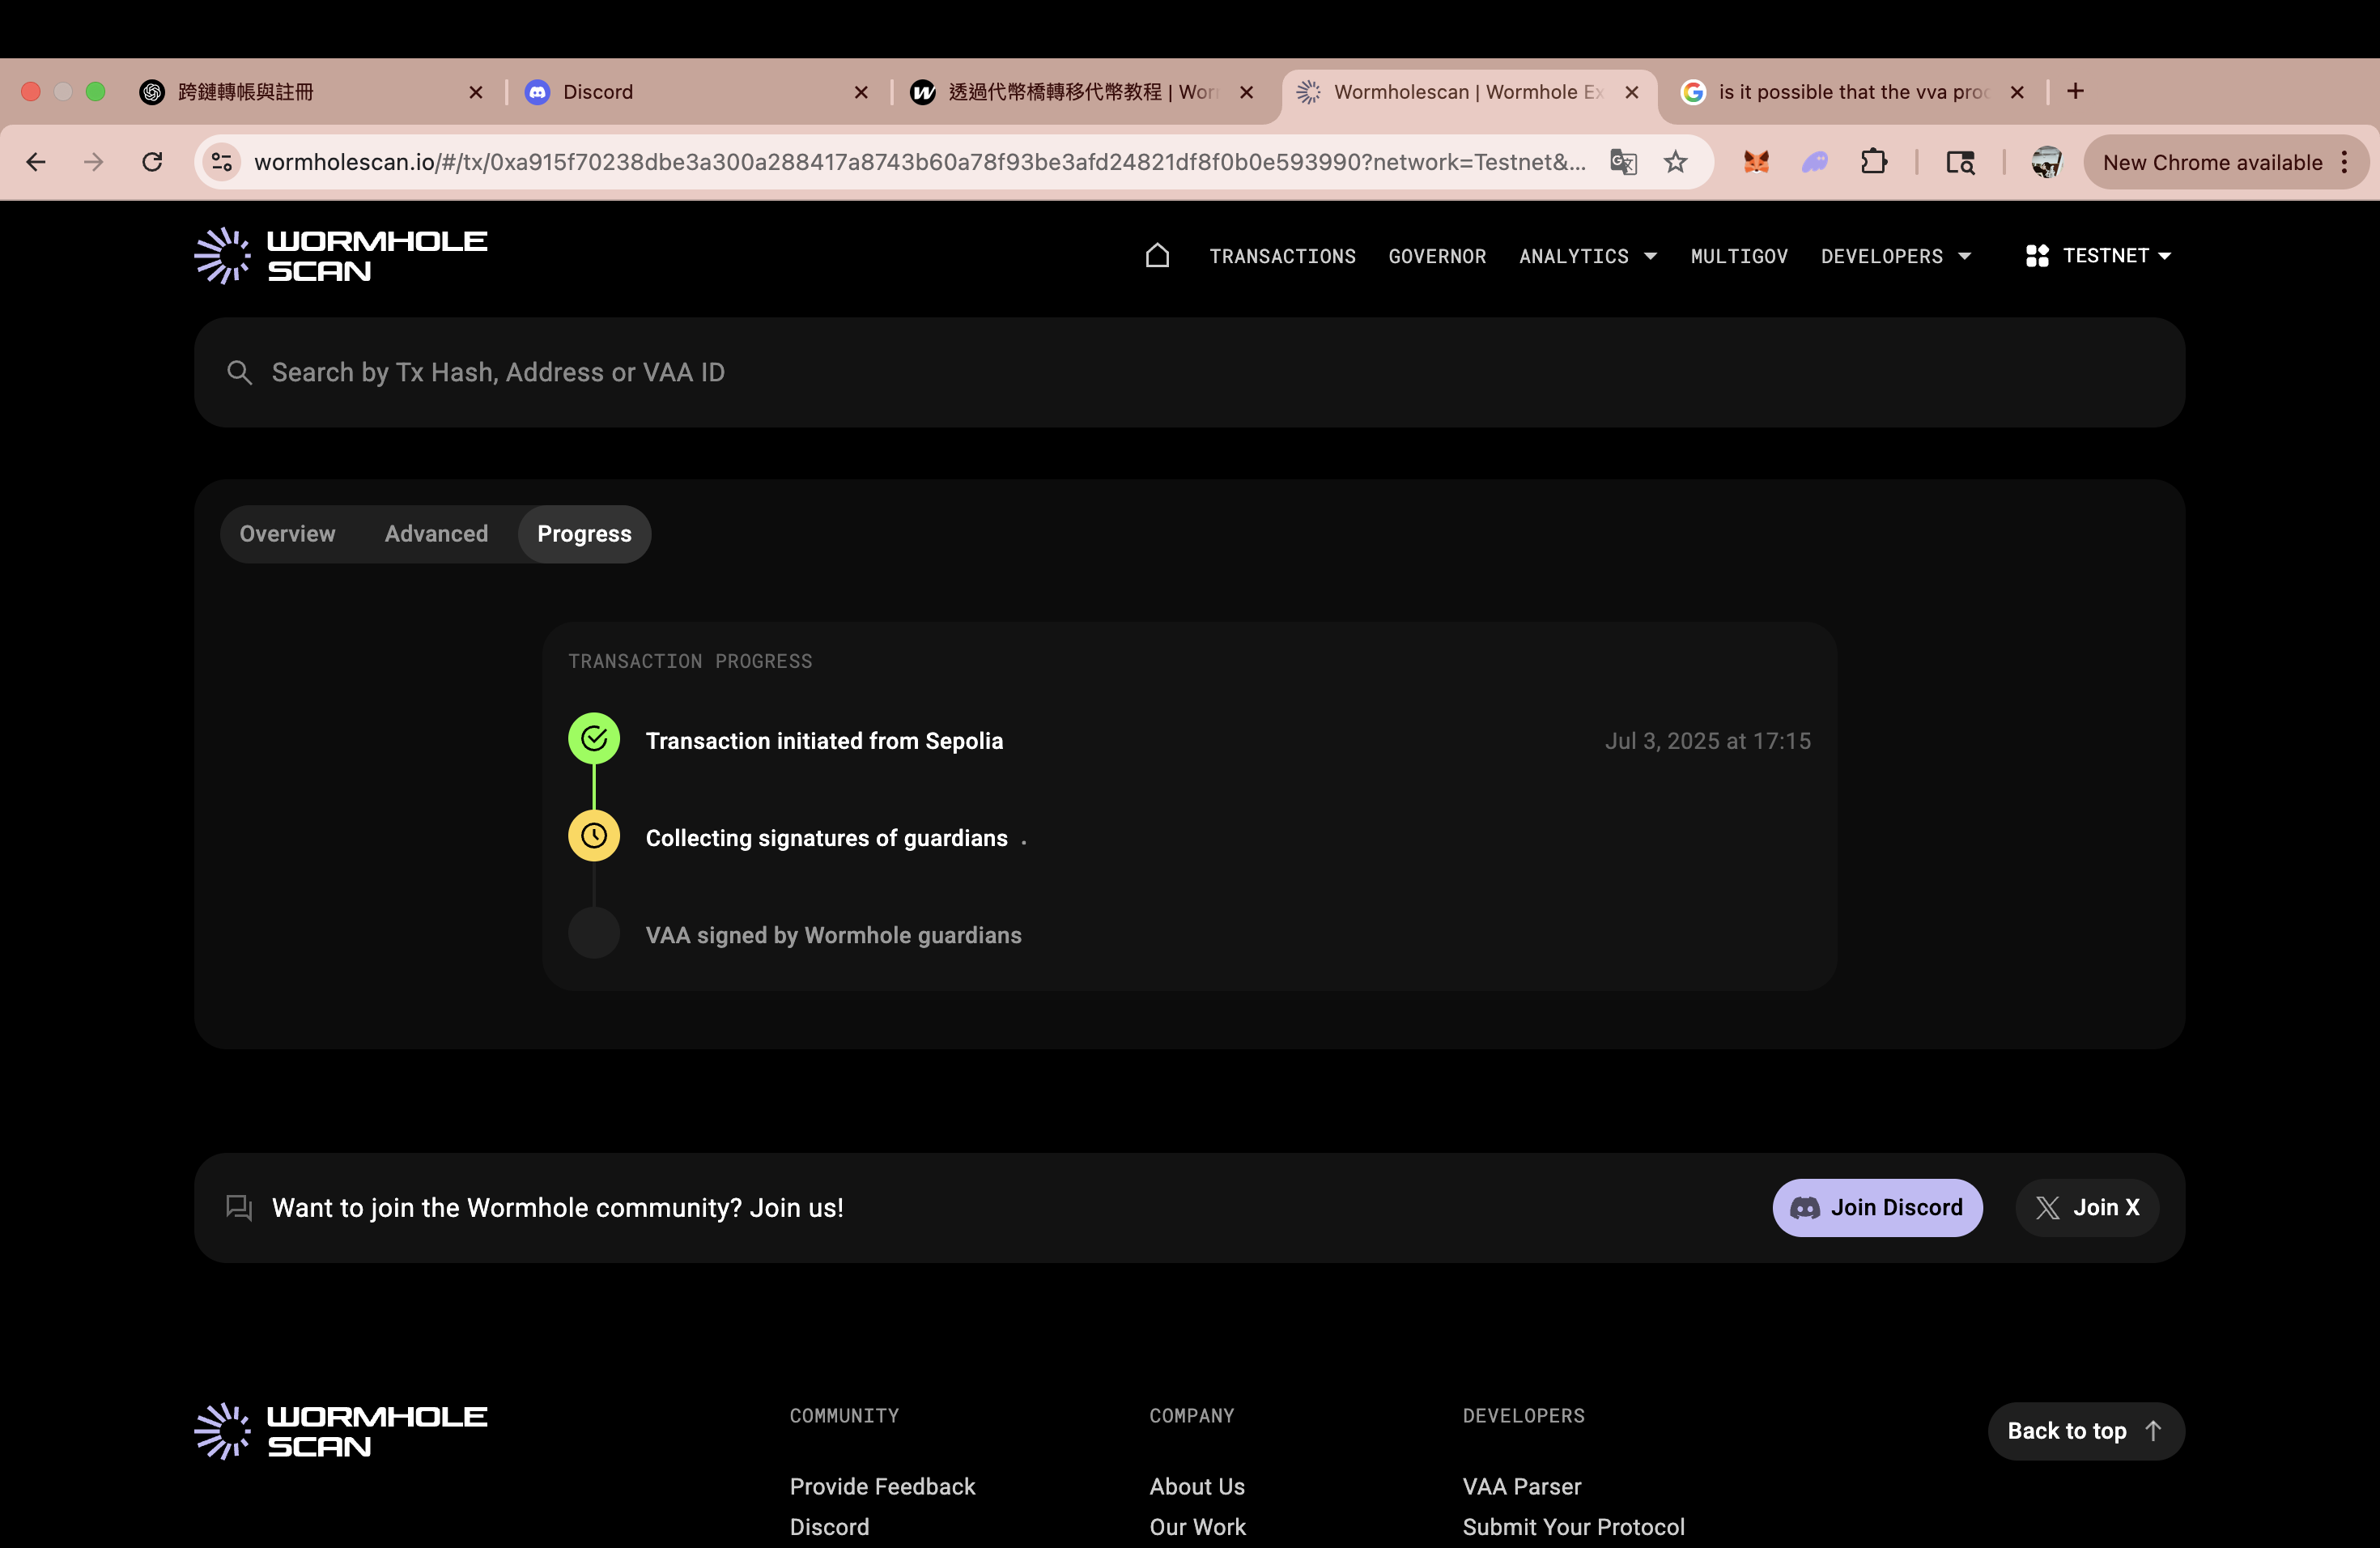 跨鏈轉帳與註冊
Discord
透過代幣橋轉移代幣教程 | Wor
Wormholescan | Wormhole Ex
is it possible that the vva proc
wormholescan.io/#/tx/0xa915f70238dbe3a300a288417a8743b60a78f93be3afd24821df8f0b0e593990?network=Testnet&...
New Chrome available
WORMHOLE
SCAN
TRANSACTIONS
GOVERNOR
ANALYTICS
MULTIGOV
DEVELOPERS
TESTNET
Search by Tx Hash, Address or VAA ID
Overview
Advanced
Progress
TRANSACTION PROGRESS
Transaction initiated from Sepolia
Jul 3, 2025 at 17:15
Collecting signatures of guardians .
VAA signed by Wormhole guardians
Want to join the Wormhole community? Join us!
Join Discord
Join X
WORMHOLE
SCAN
COMMUNITY
COMPANY
DEVELOPERS
Back to top
Provide Feedback
About Us
VAA Parser
Discord
Our Work
Submit Your Protocol